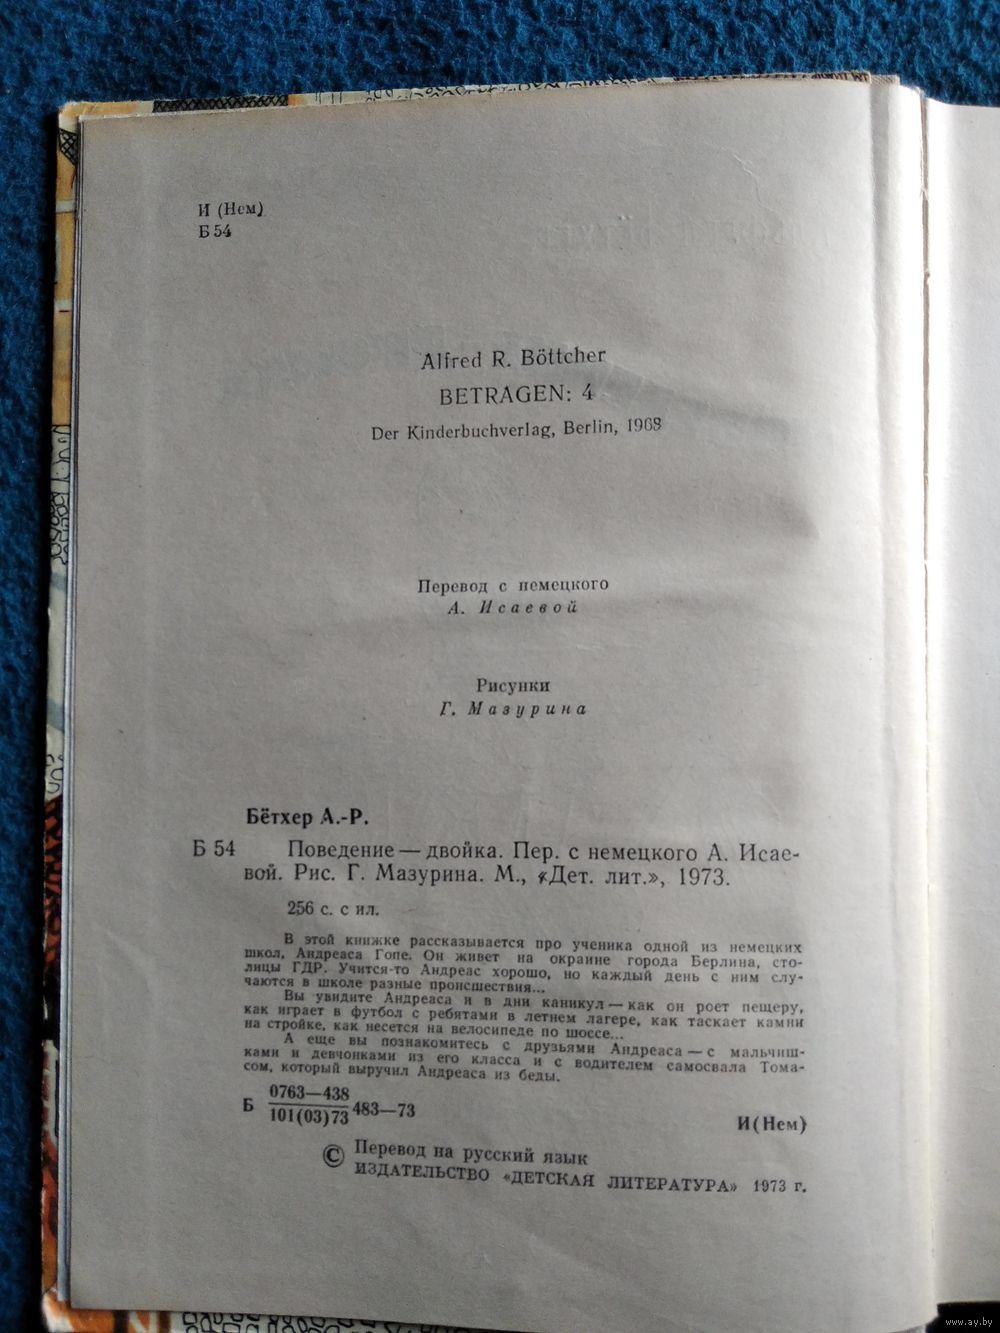 И (Нем)
Б 54
Alfred R. Böttcher
BETRAGEN: 4
Der Kinderbuchverlag, Berlin, 1968
Перевод с немецкого
А. Исаевой
Рисунки
Г. Мазурина
Бётхер А.-Р.
Б 54 Поведение — двойка. Пер. с немецкого А. Исае-
вой. Рис. Г. Мазурина. М., «Дет. лит.», 1973.
256 с. с ил.
В этой книжке рассказывается про ученика одной из немецких
школ, Андреаса Гопе. Он живет на окраине города Берлина, сто-
лицы ГДР. Учится-то Андреас хорошо, но каждый день с ним слу-
чаются в школе разные происшествия...
Вы увидите Андреаса и в дни каникул — как он роет пещеру,
как играет в футбол с ребятами в летнем лагере, как таскает камни
на стройке, как несется на велосипеде по шоссе...
А еще вы познакомитесь с друзьями Андреаса — с мальчиш-
ками и девчонками из его класса и с водителем самосвала Тома-
сом, который выручил Андреаса из беды.
0763—438
Б 101(03)73 483—73
И(Нем)
© Перевод на русский язык
ИЗДАТЕЛЬСТВО «ДЕТСКАЯ ЛИТЕРАТУРА» 1973 г.
www.ay.by